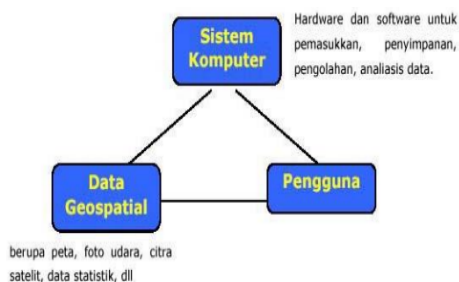 Sistem
Komputer
Hardware dan software untuk
pemasukkan, penyimpanan,
pengolahan, analiasis data.
Data
Geospatial
Pengguna
berupa peta, foto udara, citra
satelit, data statistik, dll